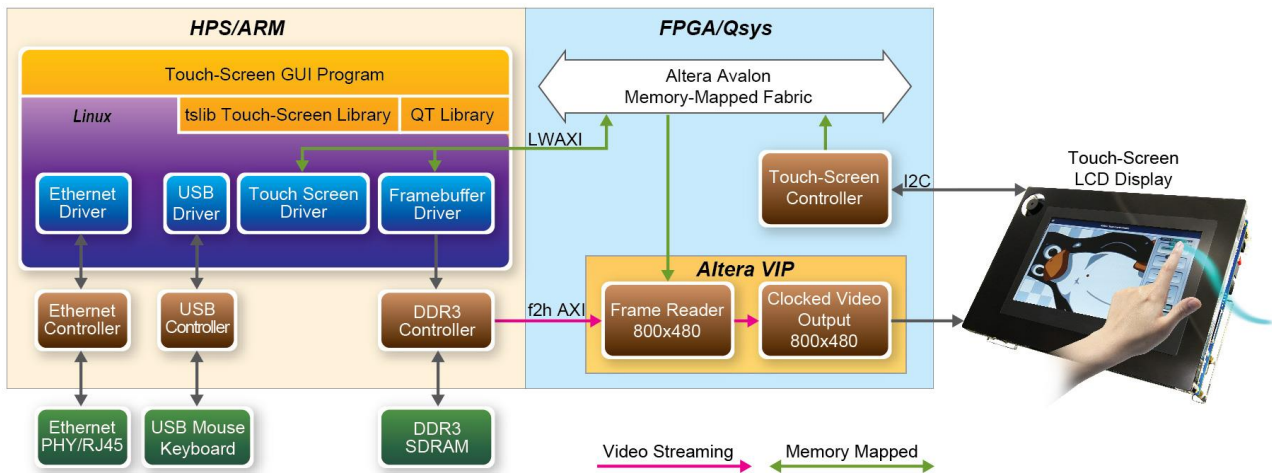 HPS/ARM
FPGA/Qsys
Touch-Screen GUI Program
Linux
tslib Touch-Screen Library
QT Library
Altera Avalon
Memory-Mapped Fabric
LWAXI
Ethernet
Driver
USB
Driver
Touch Screen
Driver
Framebuffer
Driver
Touch-Screen
Controller
I2C
Touch-Screen
LCD Display
Altera VIP
Ethernet
Controller
USB
Controller
DDR3
Controller
f2h AXI
Frame Reader
800x480
Clocked Video
Output
800x480
Ethernet
PHY/RJ45
USB Mouse
Keyboard
DDR3
SDRAM
Video Streaming
Memory Mapped